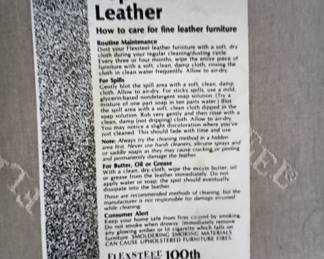 Leather
How to care for fine leather furniture
Routine Maintenance
Dust your Flexsteel leather furniture with a soft, dry
cloth during your regular cleaning/dusting cycle.
Every three or four months, wipe the entire piece of
furniture with a soft, clean, damp cloth, rinsing the
cloth in clean water frequently. Allow to air-dry.
For Spills
Gently blot the spill area with a soft, clean, damp
cloth. Allow to air-dry. For sticky spills, use a mild,
glycerin-based nondetergent soap solution. (Try a
mixture of one part soap in ten parts water.) Blot
the spill area with a soft, clean cloth dipped in the
soap solution. Rub very gently and then rinse with a
clean, damp (not dripping) cloth. Allow to air-dry.
You may notice a slight discoloration where you've
just cleaned. This should fade with time and use.
Note: Always try the cleaning method in a hidden
area first. Never use harsh cleaners, silicone sprays and
or saddle soaps as they may cause cracking or peeling
and permanently damage the leather.
For Butter, Oil or Grease
With a clean, dry cloth, wipe the excess butter, oil
or grease from the leather immediately. Do not
apply water or soap; the spot should eventually
dissipate into the leather.
These are recommended methods of cleaning, but the
manufacturer is not responsible for damage incurred
while cleaning.
Consumer Alert
Keep your home safe from fires caused by smoking.
Do not smoke when drowsy. Immediately remove
any glowing ember or lit cigarette which falls on
furniture. SMOLDERING SMOKING MATERIALS
CAN CAUSE UPHOLSTERED FURNITURE FIRES.
FLEXSTEEL 100th